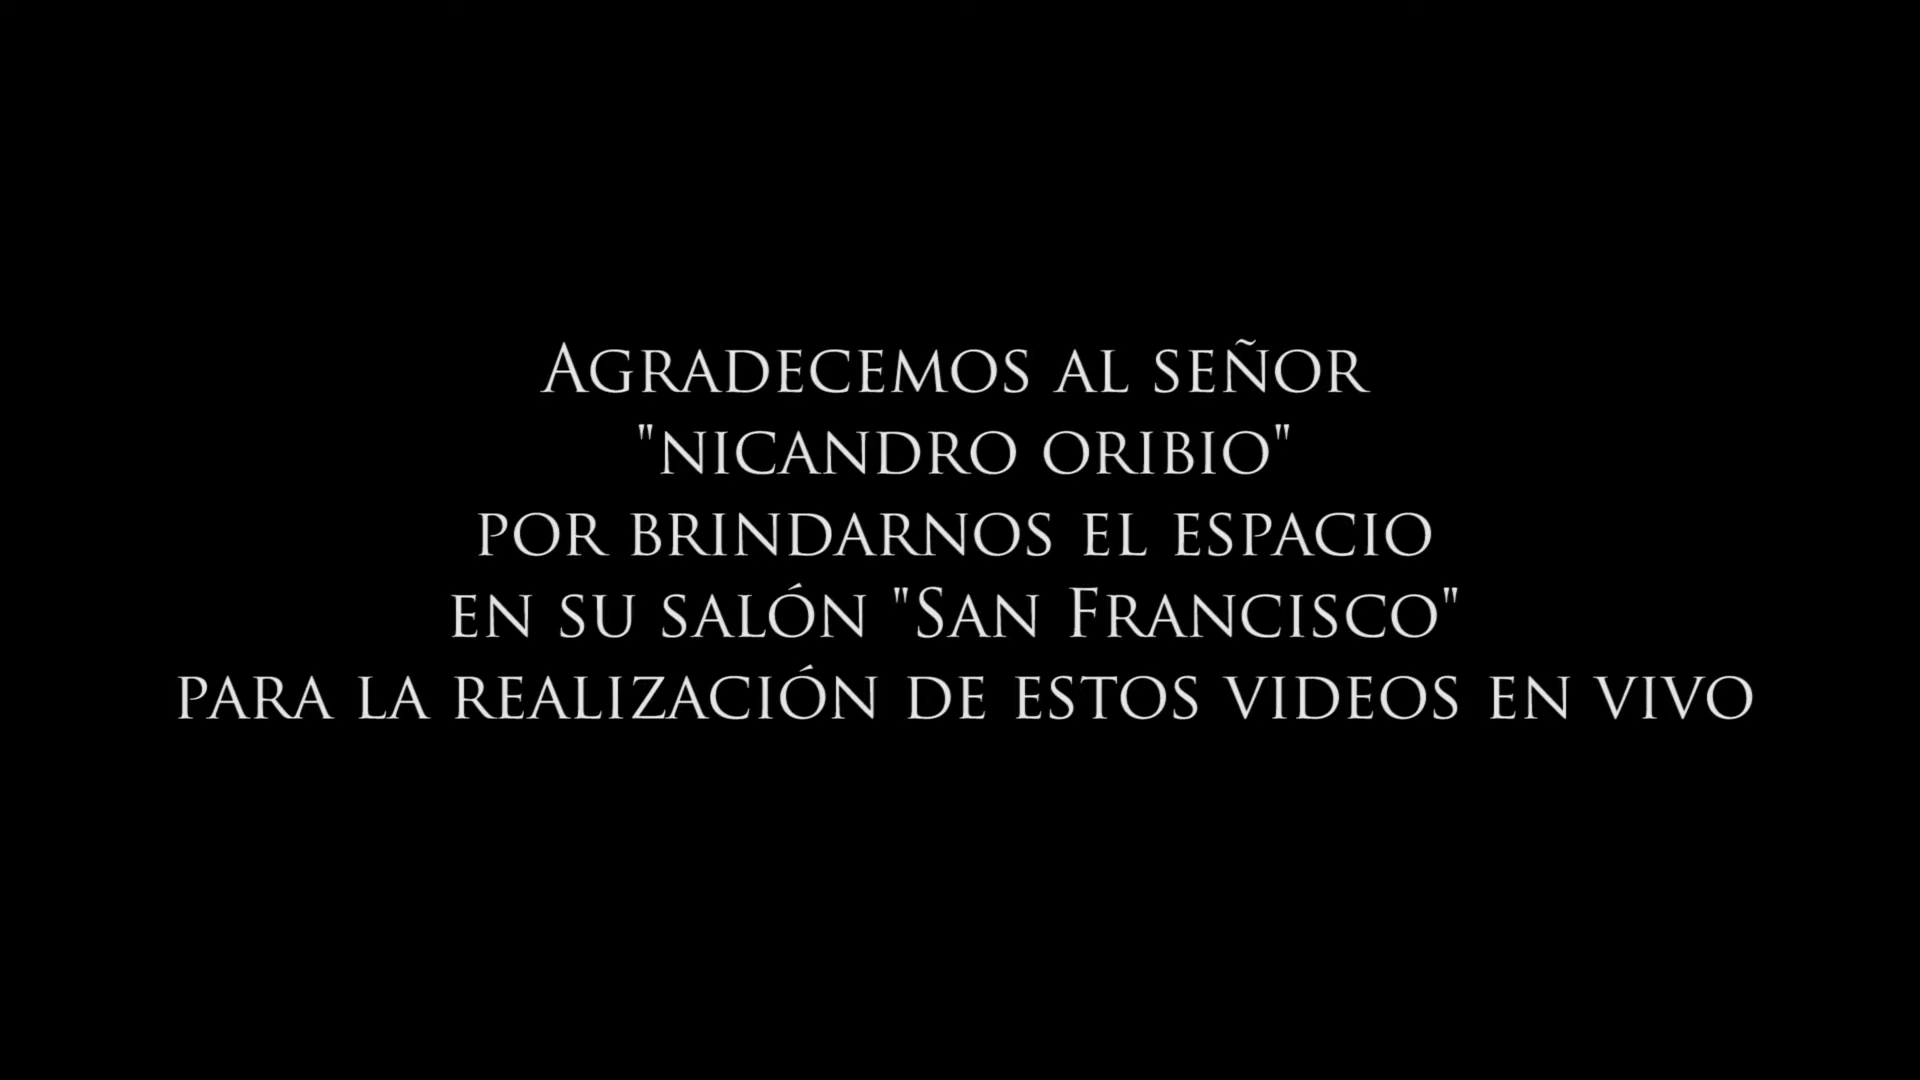 Agradecemos al señor
"nicandro oribio"
por brindarnos el espacio
en su salón "San Francisco"
para la realización de estos videos en vivo